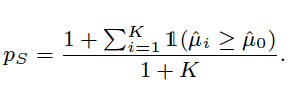 p_S = \frac{1 + \sum_{i=1}^{K} \mathbb{1}(\hat{\mu}_i \geq \hat{\mu}_0)}{1 + K}.